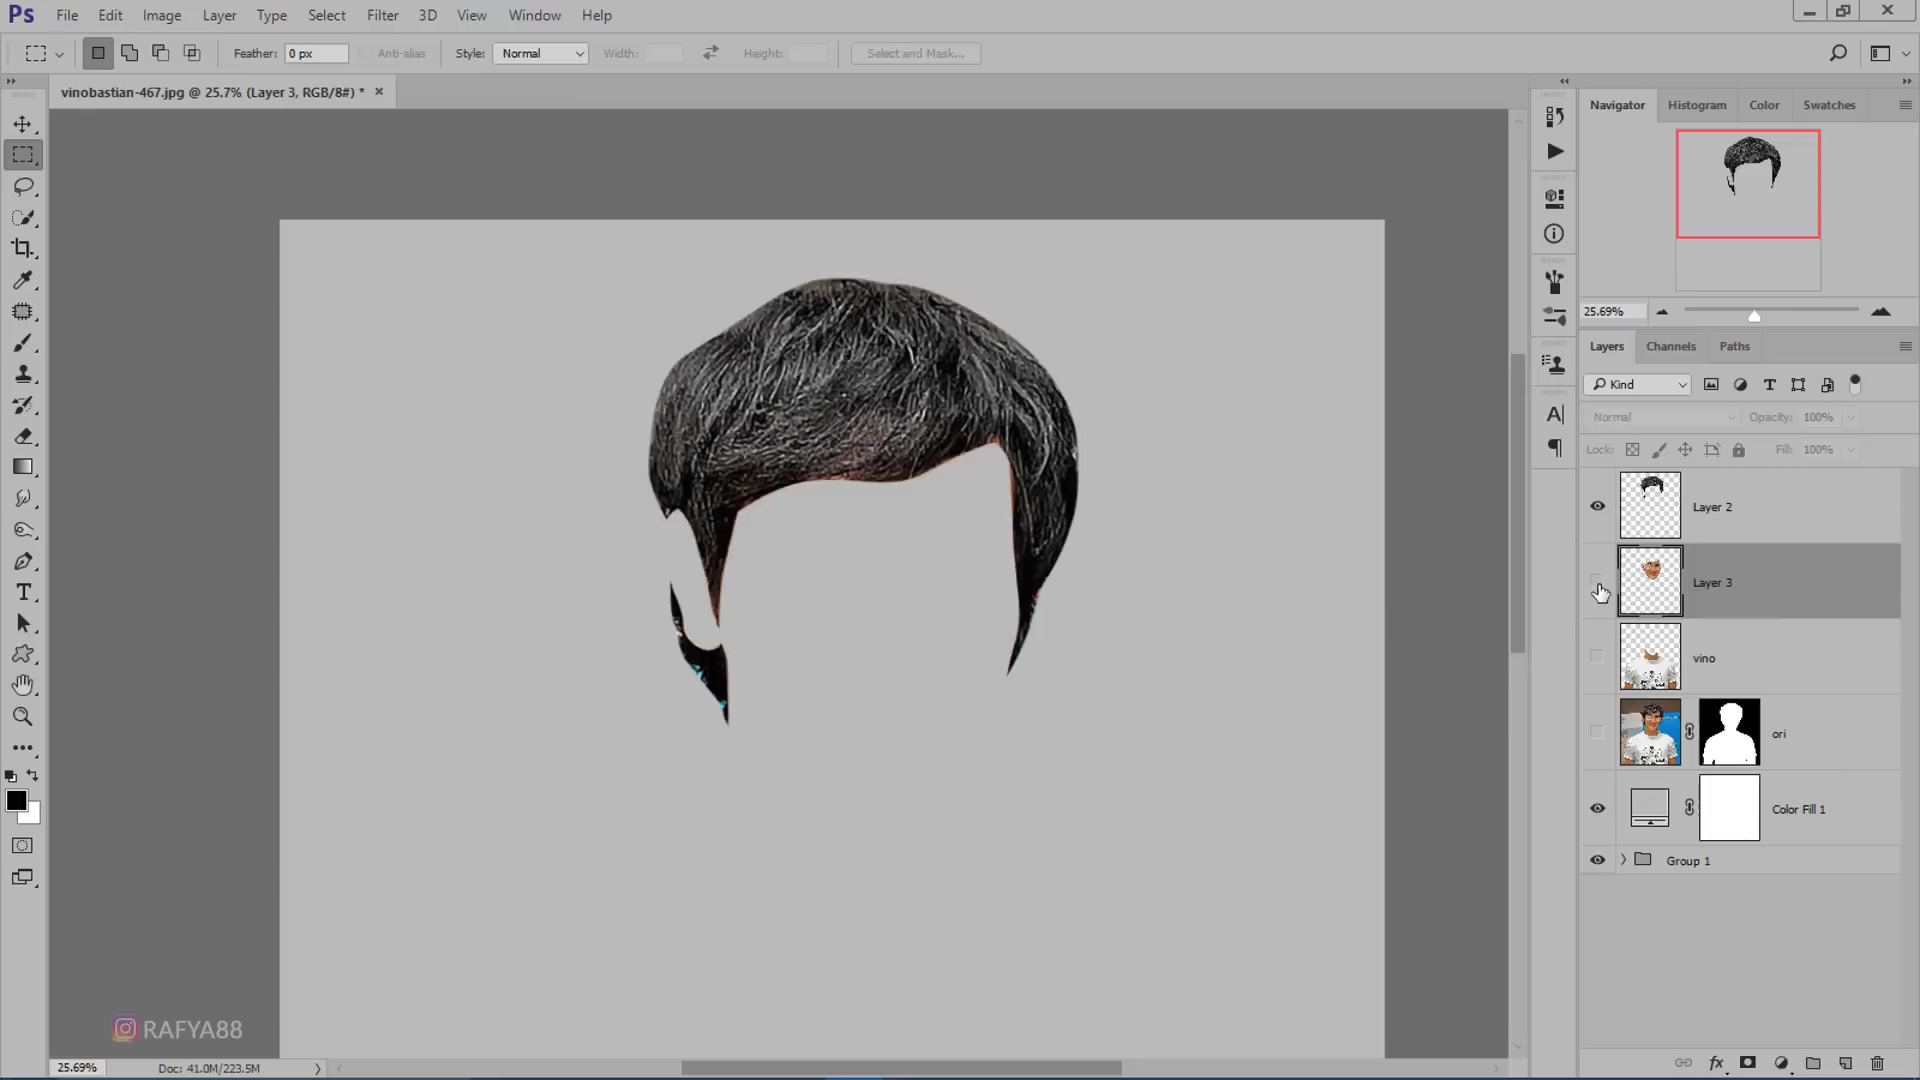 Ps File Edit Image Layer Type Select Filter 3D View Window Help
Feather: 0 px Anti-alias Style: Normal Width: Height: Select and Mask...
vinobastian-467.jpg @ 25.7% (Layer 3, RGB/8#) *
Navigator Histogram Color Swatches
25.69%
Layers Channels Paths
Kind
Normal Opacity: 100%
Lock: Fill: 100%
Layer 2
Layer 3
vino
ori
Color Fill 1
Group 1
RAFYA88
25.69% Doc: 41.0M/223.5M